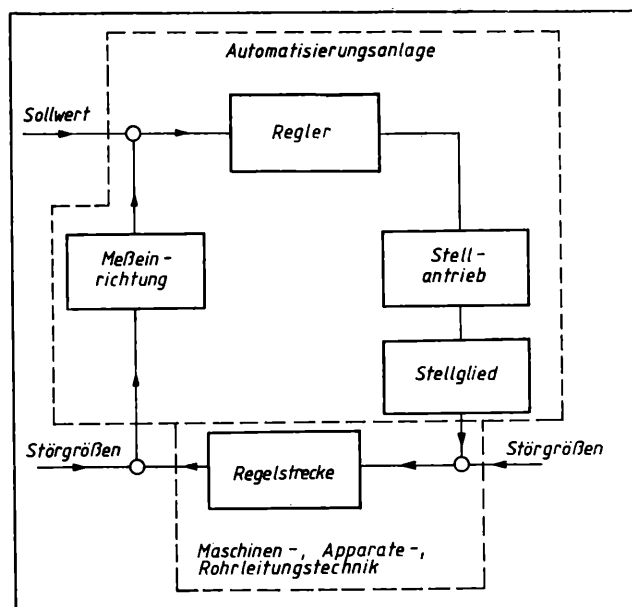 Automatisierungsanlage
Sollwert
Regler
Meßein-
richtung
Stell-
antrieb
Stellglied
Störgrößen
Regelstrecke
Störgrößen
Maschinen-, Apparate-,
Rohrleitungstechnik